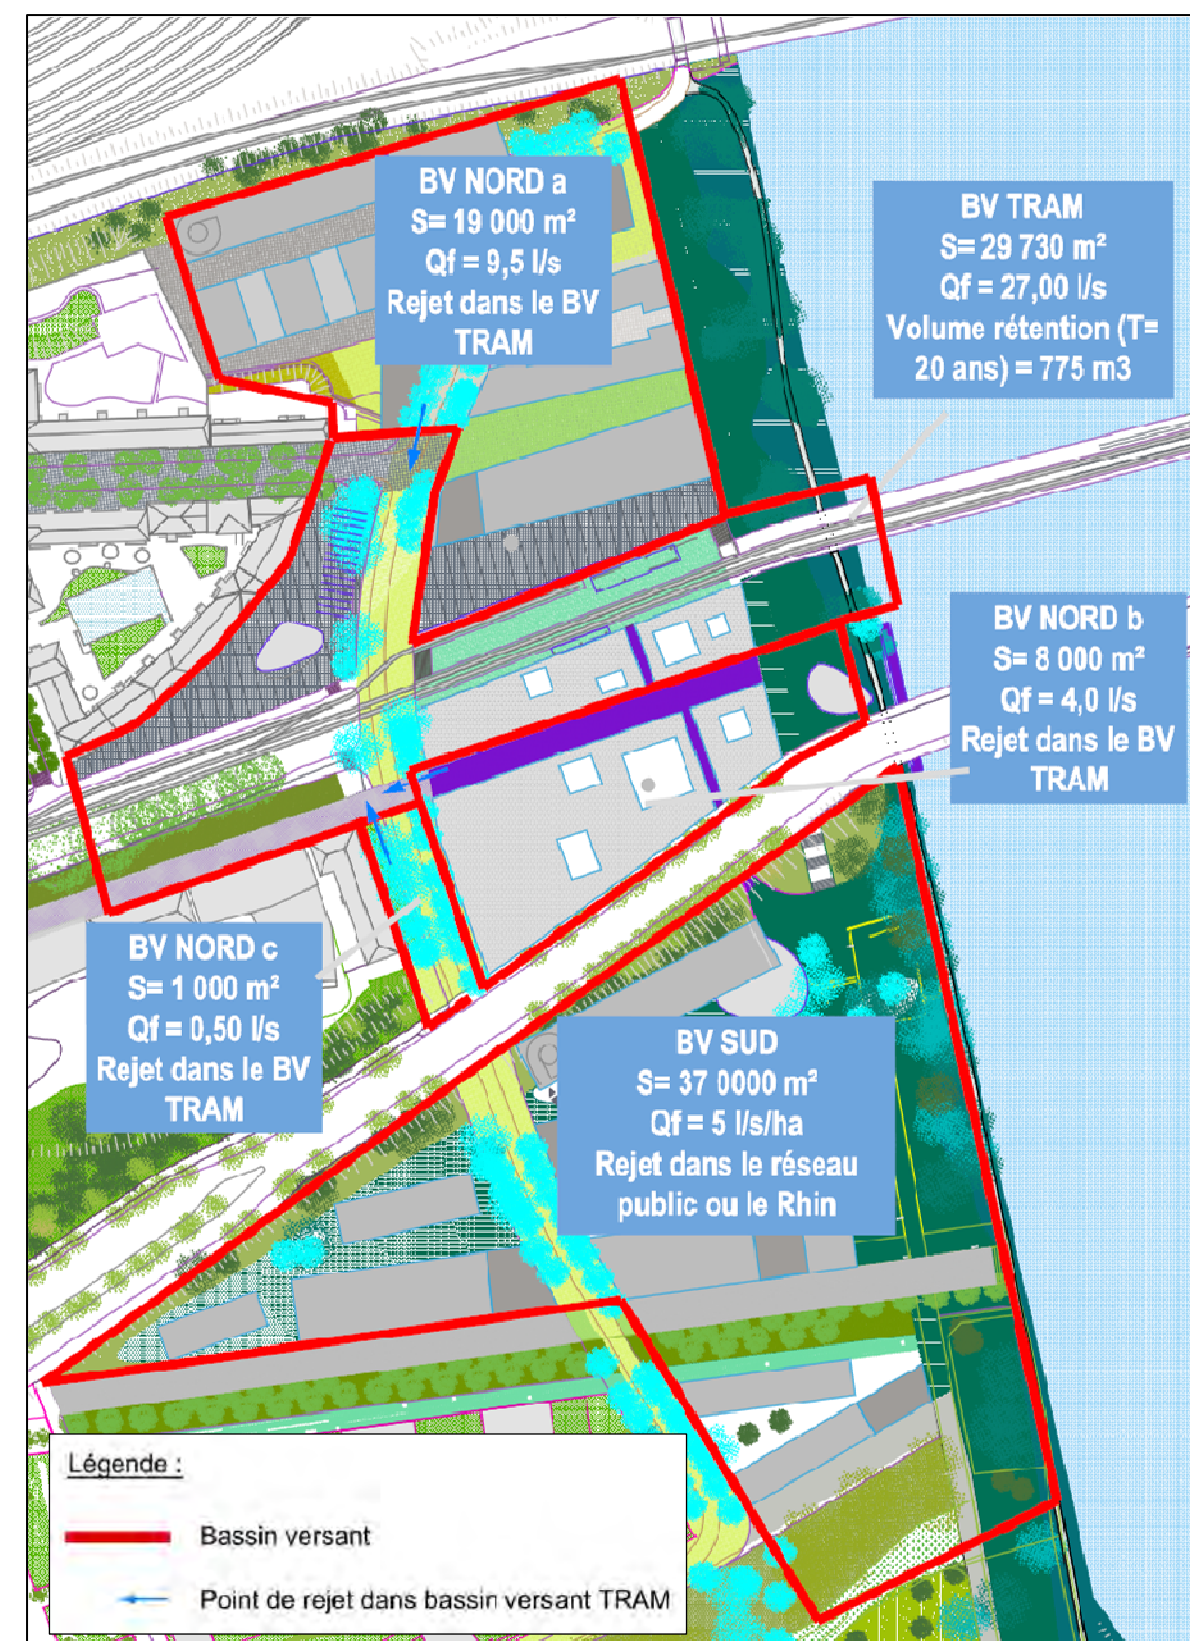 BV NORD a
S= 19 000 m²
Qf = 9,5 l/s
Rejet dans le BV
TRAM
BV TRAM
S= 29 730 m²
Qf = 27,00 l/s
Volume rétention (T=
20 ans) = 775 m3
BV NORD b
S= 8 000 m²
Qf = 4,0 l/s
Rejet dans le BV
TRAM
BV NORD c
S= 1 000 m²
Qf = 0,50 l/s
Rejet dans le BV
TRAM
BV SUD
S= 37 0000 m²
Qf = 5 l/s/ha
Rejet dans le réseau
public ou le Rhin
Légende :
Bassin versant
Point de rejet dans bassin versant TRAM